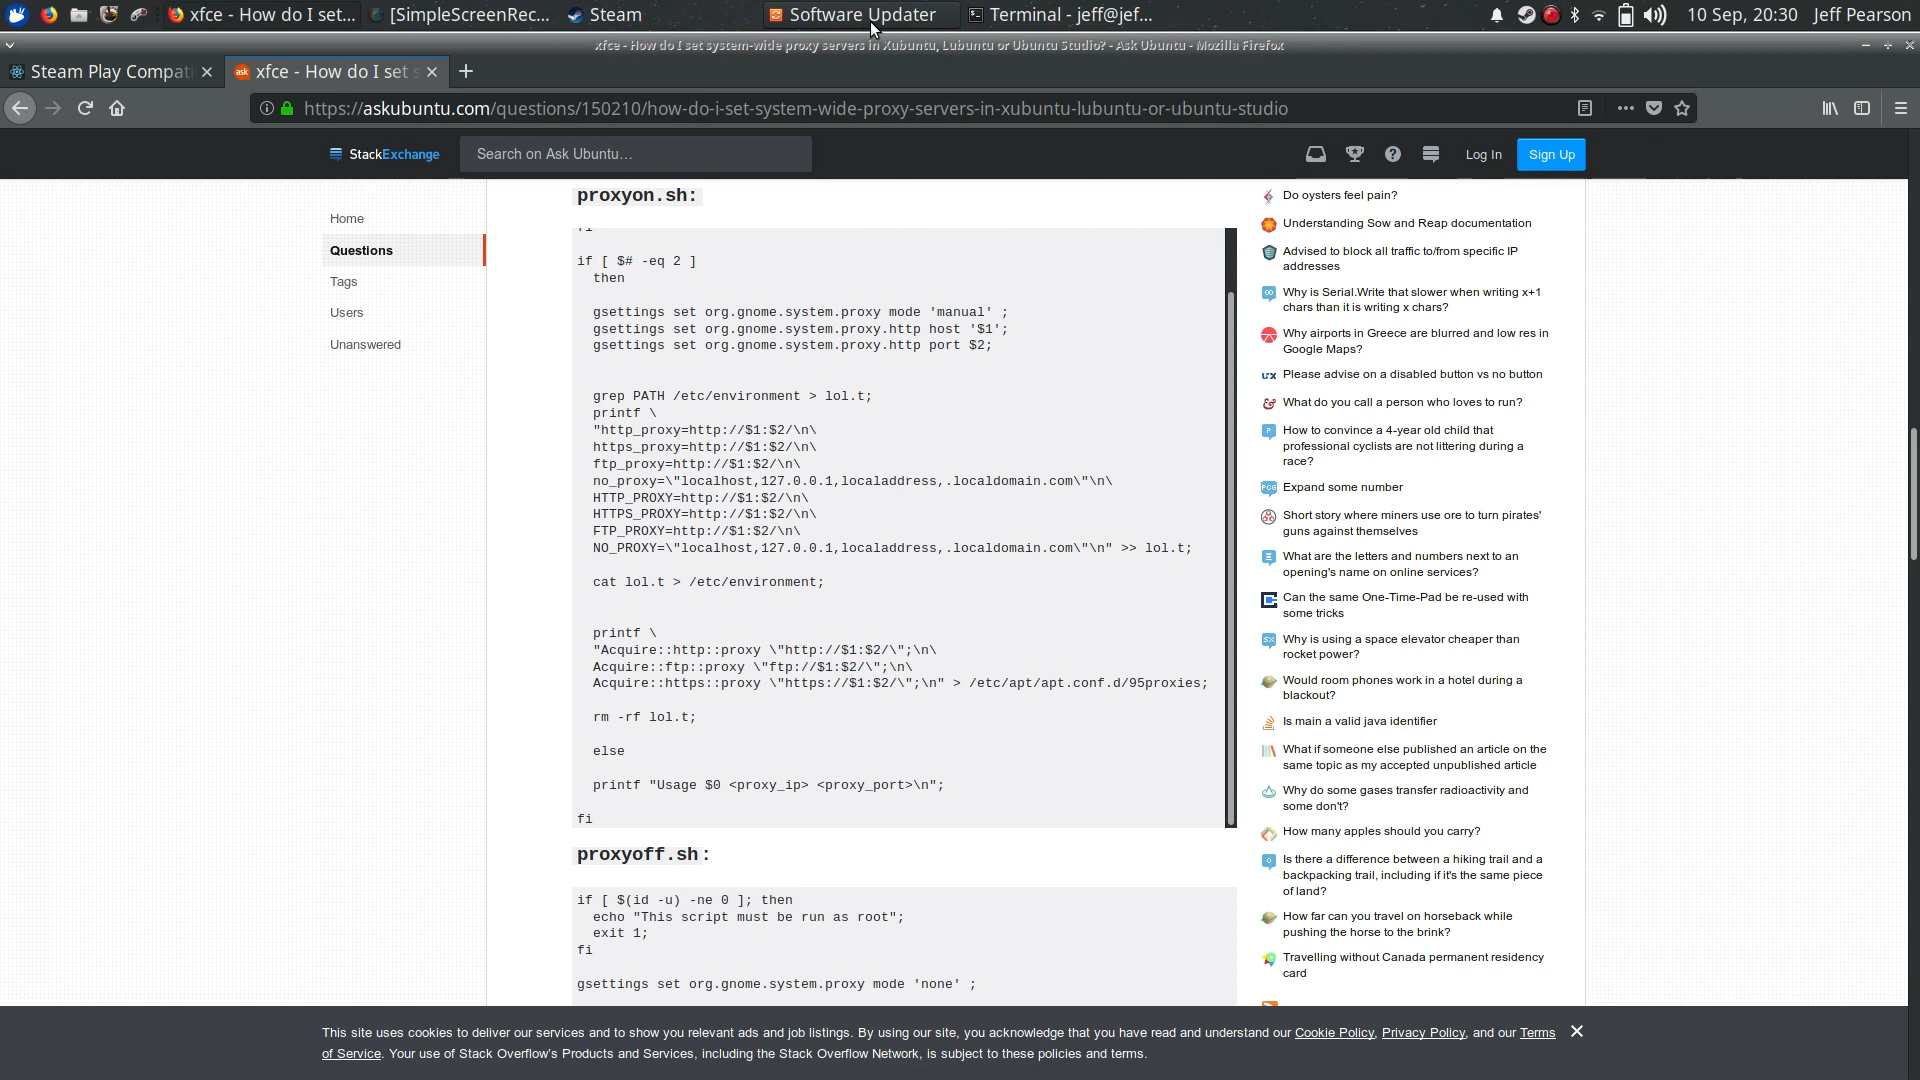 xfce - How do I set...
[SimpleScreenRec...
Steam
Software Updater
Terminal - jeff@jef...
10 Sep, 20:30
Jeff Pearson
xfce - How do I set system-wide proxy servers in Xubuntu, Lubuntu or Ubuntu Studio? - Ask Ubuntu - Mozilla Firefox
Steam Play Compati
xfce - How do I set s
https://askubuntu.com/questions/150210/how-do-i-set-system-wide-proxy-servers-in-xubuntu-lubuntu-or-ubuntu-studio
StackExchange
Search on Ask Ubuntu…
Log In
Sign Up
Home
Questions
Tags
Users
Unanswered
proxyon.sh:
fi
if [ $# -eq 2 ]
then
gsettings set org.gnome.system.proxy mode 'manual' ;
gsettings set org.gnome.system.proxy.http host '$1';
gsettings set org.gnome.system.proxy.http port $2;
grep PATH /etc/environment > lol.t;
printf \
"http_proxy=http://$1:$2/\n\
https_proxy=http://$1:$2/\n\
ftp_proxy=http://$1:$2/\n\
no_proxy=\"localhost,127.0.0.1,localaddress,.localdomain.com\"\n\
HTTP_PROXY=http://$1:$2/\n\
HTTPS_PROXY=http://$1:$2/\n\
FTP_PROXY=http://$1:$2/\n\
NO_PROXY=\"localhost,127.0.0.1,localaddress,.localdomain.com\"\n" >> lol.t;
cat lol.t > /etc/environment;
printf \
"Acquire::http::proxy \"http://$1:$2/\";\n\
Acquire::ftp::proxy \"ftp://$1:$2/\";\n\
Acquire::https::proxy \"https://$1:$2/\";\n" > /etc/apt/apt.conf.d/95proxies;
rm -rf lol.t;
else
printf "Usage $0 <proxy_ip> <proxy_port>\n";
fi
proxyoff.sh:
if [ $(id -u) -ne 0 ]; then
echo "This script must be run as root";
exit 1;
fi
gsettings set org.gnome.system.proxy mode 'none' ;
Do oysters feel pain?
Understanding Sow and Reap documentation
Advised to block all traffic to/from specific IP
addresses
Why is Serial.Write that slower when writing x+1
chars than it is writing x chars?
Why airports in Greece are blurred and low res in
Google Maps?
Please advise on a disabled button vs no button
What do you call a person who loves to run?
How to convince a 4-year old child that
professional cyclists are not littering during a
race?
Expand some number
Short story where miners use ore to turn pirates'
guns against themselves
What are the letters and numbers next to an
opening's name on online services?
Can the same One-Time-Pad be re-used with
some tricks
Why is using a space elevator cheaper than
rocket power?
Would room phones work in a hotel during a
blackout?
Is main a valid java identifier
What if someone else published an article on the
same topic as my accepted unpublished article
Why do some gases transfer radioactivity and
some don't?
How many apples should you carry?
Is there a difference between a hiking trail and a
backpacking trail, including if it's the same piece
of land?
How far can you travel on horseback while
pushing the horse to the brink?
Travelling without Canada permanent residency
card
This site uses cookies to deliver our services and to show you relevant ads and job listings. By using our site, you acknowledge that you have read and understand our Cookie Policy, Privacy Policy, and our Terms
of Service. Your use of Stack Overflow's Products and Services, including the Stack Overflow Network, is subject to these policies and terms.